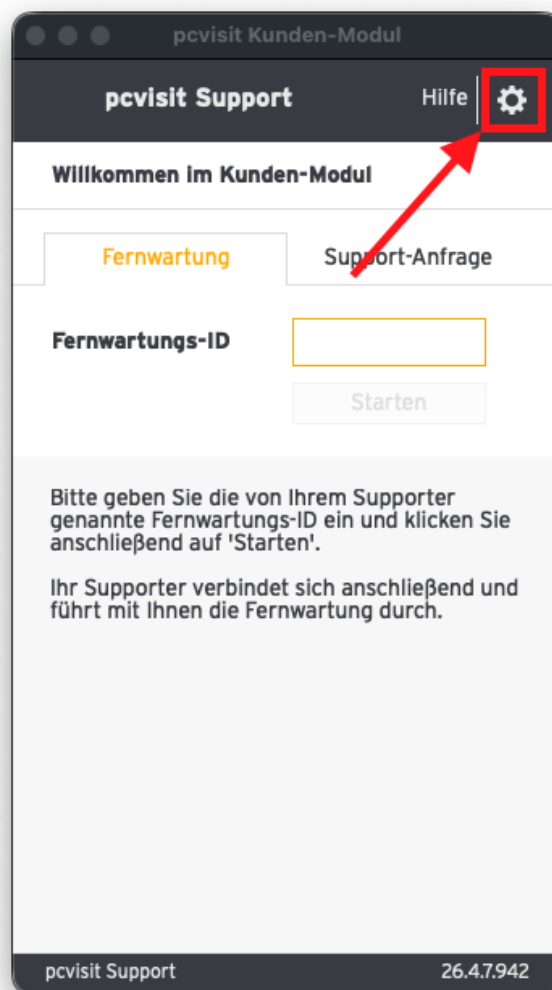 pcvisit Kunden-Modul
pcvisit Support
Hilfe
Willkommen im Kunden-Modul
Fernwartung
Support-Anfrage
Fernwartungs-ID
Starten
Bitte geben Sie die von Ihrem Supporter
genannte Fernwartungs-ID ein und klicken Sie
anschließend auf 'Starten'.
Ihr Supporter verbindet sich anschließend und
führt mit Ihnen die Fernwartung durch.
pcvisit Support
26.4.7.942